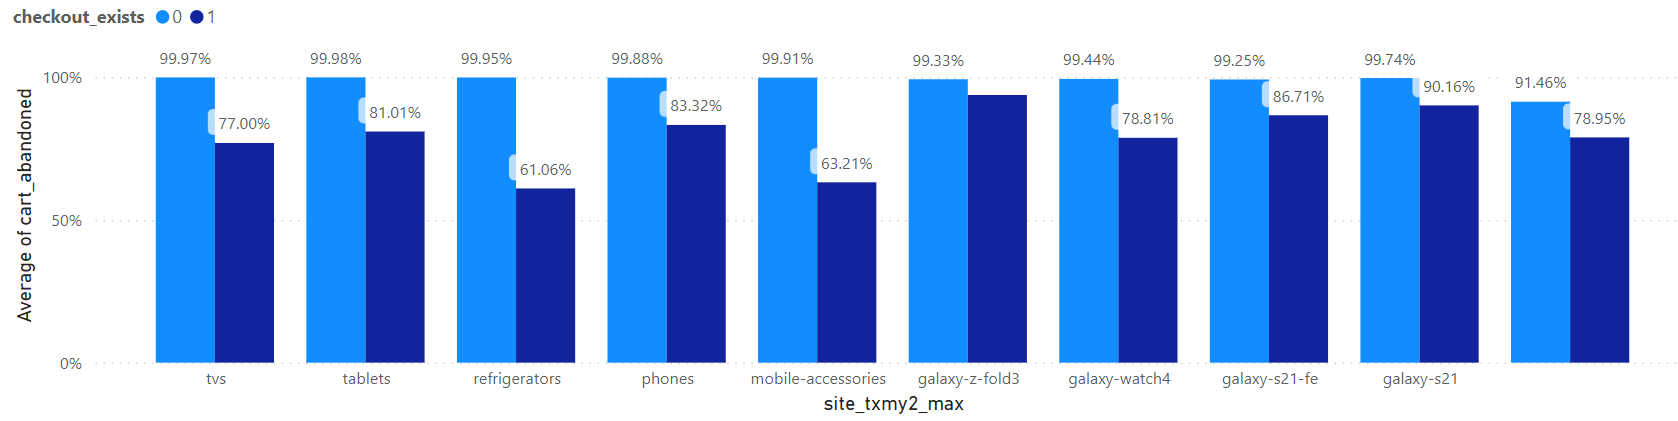 checkout_exists 0 1
99.97% 99.98% 99.95% 99.88% 99.91% 99.33% 99.44% 99.25% 99.74% 91.46%
77.00% 81.01% 61.06% 83.32% 63.21% 78.81% 86.71% 90.16% 78.95%
100%
50%
0%
Average of cart_abandoned
tvs tablets refrigerators phones mobile-accessories galaxy-z-fold3 galaxy-watch4 galaxy-s21-fe galaxy-s21
site_txmy2_max